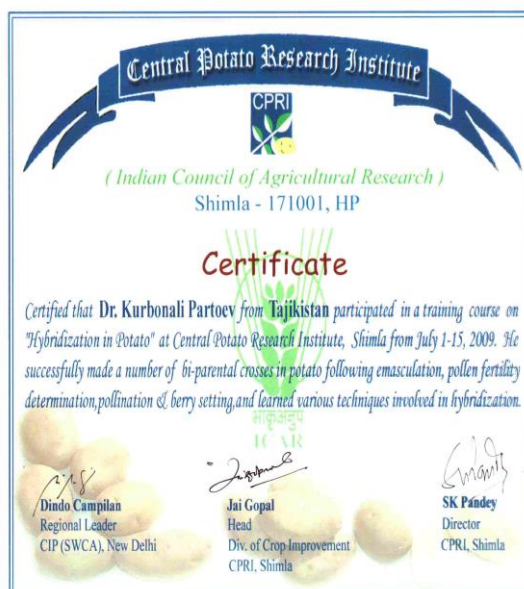 Central Potato Research Institute
CPRI
( Indian Council of Agricultural Research )
Shimla - 171001, HP
Certificate
Certified that Dr. Kurbonali Partoev from Tajikistan participated in a training course on
"Hybridization in Potato" at Central Potato Research Institute, Shimla from July 1-15, 2009. He
successfully made a number of bi-parental crosses in potato following emasculation, pollen fertility
determination,pollination & berry setting,and learned various techniques involved in hybridization.
भाकृअनुप
ICAR
Dindo Campilan
Regional Leader
CIP (SWCA), New Delhi
Jai Gopal
Head
Div. of Crop Improvement
CPRI, Shimla
SK Pandey
Director
CPRI, Shimla